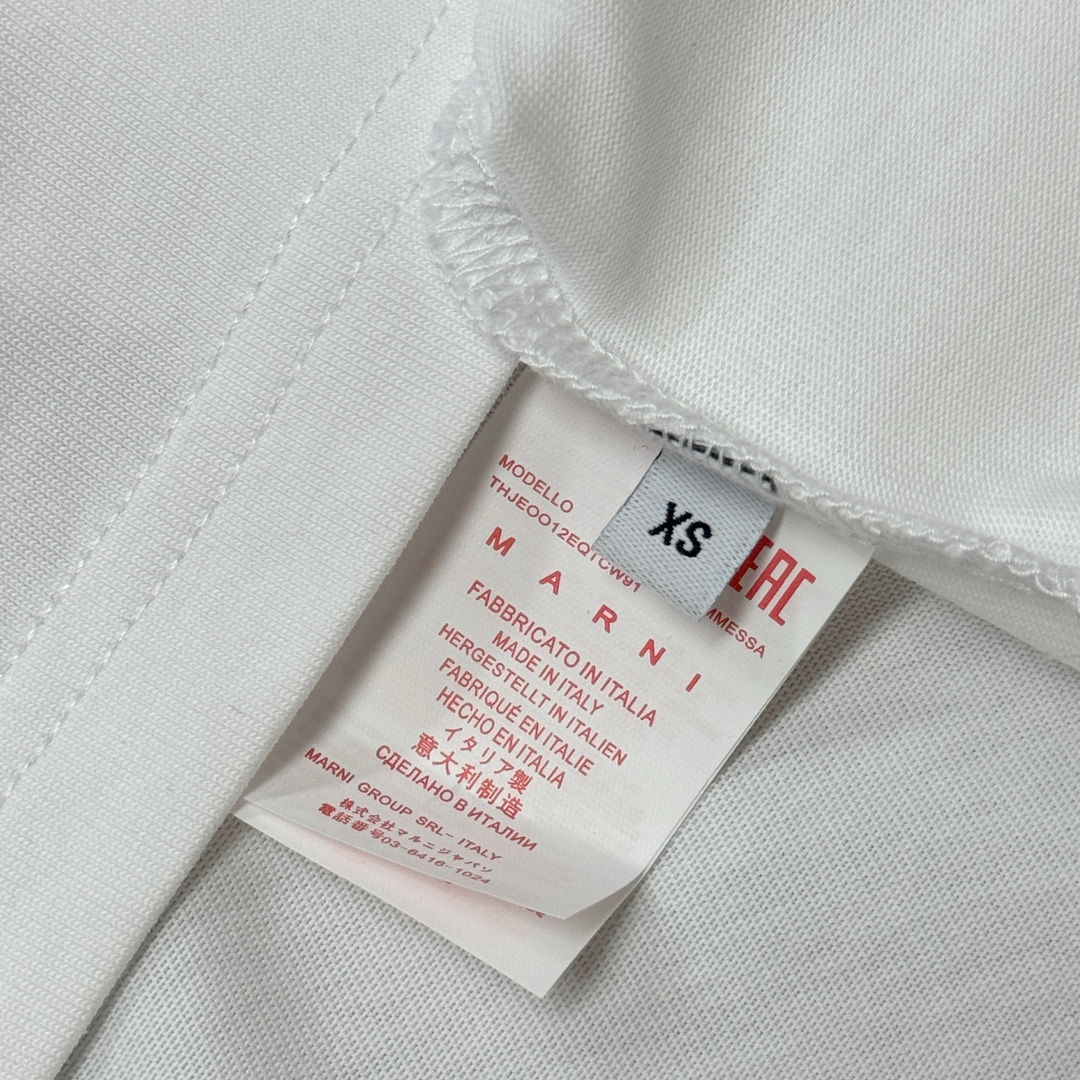 MODELLO
THJE0012EQTCW91
XS
EAC
MARNI
FABBRICATO IN ITALIA
MADE IN ITALY
HERGESTELLT IN ITALIEN
FABRIQUÉ EN ITALIE
HECHO EN ITALIA
イタリア製
意大利制造
СДЕЛАНО В ИТАЛИИ
MARNI GROUP SRL- ITALY
株式会社マルニジャパン
電話番号03-6416-1024